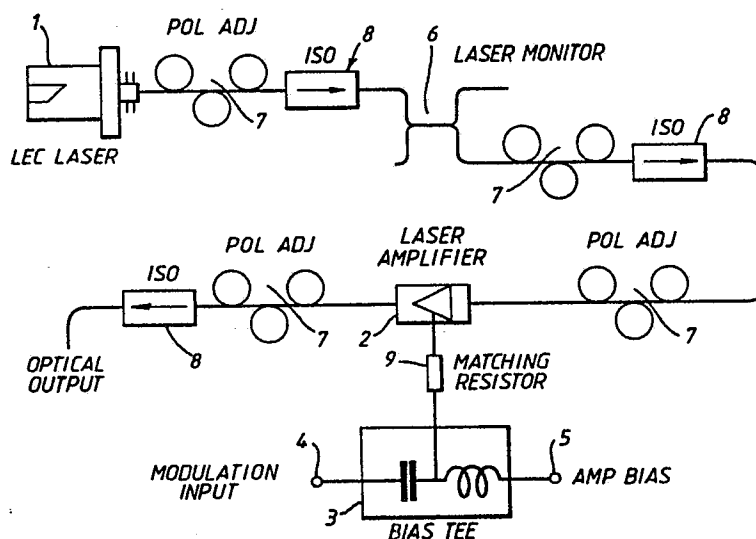 1
POL ADJ
ISO
8
6
LASER MONITOR
7
LEC LASER
ISO
8
7
POL ADJ
LASER
AMPLIFIER
POL ADJ
ISO
8
7
2
7
OPTICAL
OUTPUT
9
MATCHING
RESISTOR
4
5
MODULATION
INPUT
AMP BIAS
3
BIAS TEE